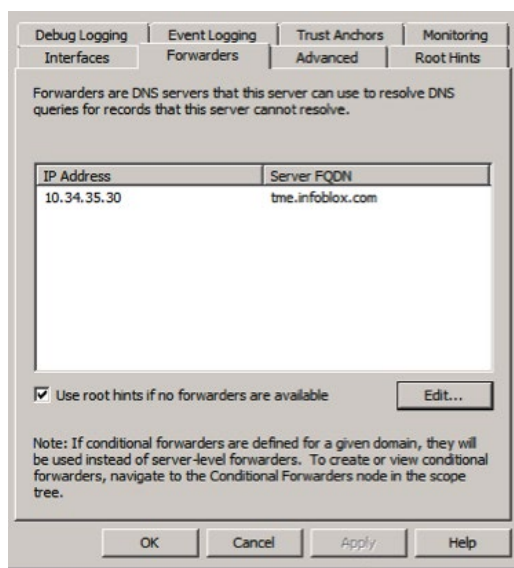 Debug Logging Event Logging Trust Anchors Monitoring
Interfaces Forwarders Advanced Root Hints
Forwarders are DNS servers that this server can use to resolve DNS
queries for records that this server cannot resolve.
IP Address Server FQDN
10.34.35.30 tme.infoblox.com
Use root hints if no forwarders are available Edit...
Note: If conditional forwarders are defined for a given domain, they will
be used instead of server-level forwarders. To create or view conditional
forwarders, navigate to the Conditional Forwarders node in the scope
tree.
OK Cancel Apply Help